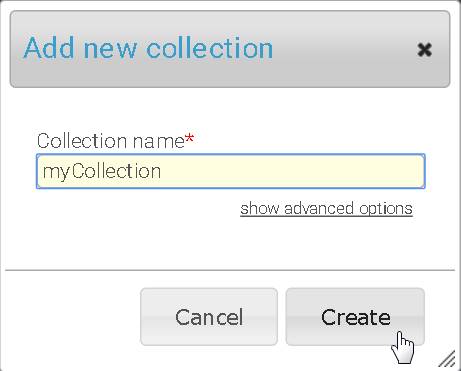 Add new collection
Collection name*
myCollection
show advanced options
Cancel
Create